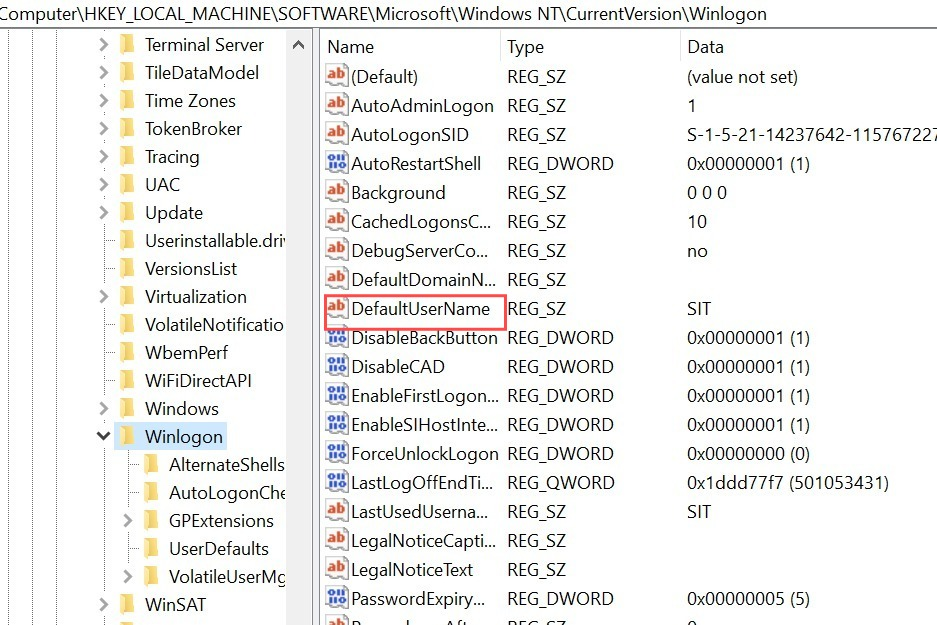 Computer\HKEY_LOCAL_MACHINE\SOFTWARE\Microsoft\Windows NT\CurrentVersion\Winlogon
Terminal Server
TileDataModel
Time Zones
TokenBroker
Tracing
UAC
Update
Userinstallable.dri
VersionsList
Virtualization
VolatileNotificatio
WbemPerf
WiFiDirectAPI
Windows
Winlogon
AlternateShells
AutoLogonChe
GPExtensions
UserDefaults
VolatileUserMg
WinSAT
Name Type Data
(Default) REG_SZ (value not set)
AutoAdminLogon REG_SZ 1
AutoLogonSID REG_SZ S-1-5-21-14237642-115767227
AutoRestartShell REG_DWORD 0x00000001 (1)
Background REG_SZ 0 0 0
CachedLogonsC... REG_SZ 10
DebugServerCo... REG_SZ no
DefaultDomainN... REG_SZ
DefaultUserName REG_SZ SIT
DisableBackButton REG_DWORD 0x00000001 (1)
DisableCAD REG_DWORD 0x00000001 (1)
EnableFirstLogon... REG_DWORD 0x00000001 (1)
EnableSIHostInte... REG_DWORD 0x00000001 (1)
ForceUnlockLogon REG_DWORD 0x00000000 (0)
LastLogOffEndTi... REG_QWORD 0x1ddd77f7 (501053431)
LastUsedUserna... REG_SZ SIT
LegalNoticeCapti... REG_SZ
LegalNoticeText REG_SZ
PasswordExpiry... REG_DWORD 0x00000005 (5)